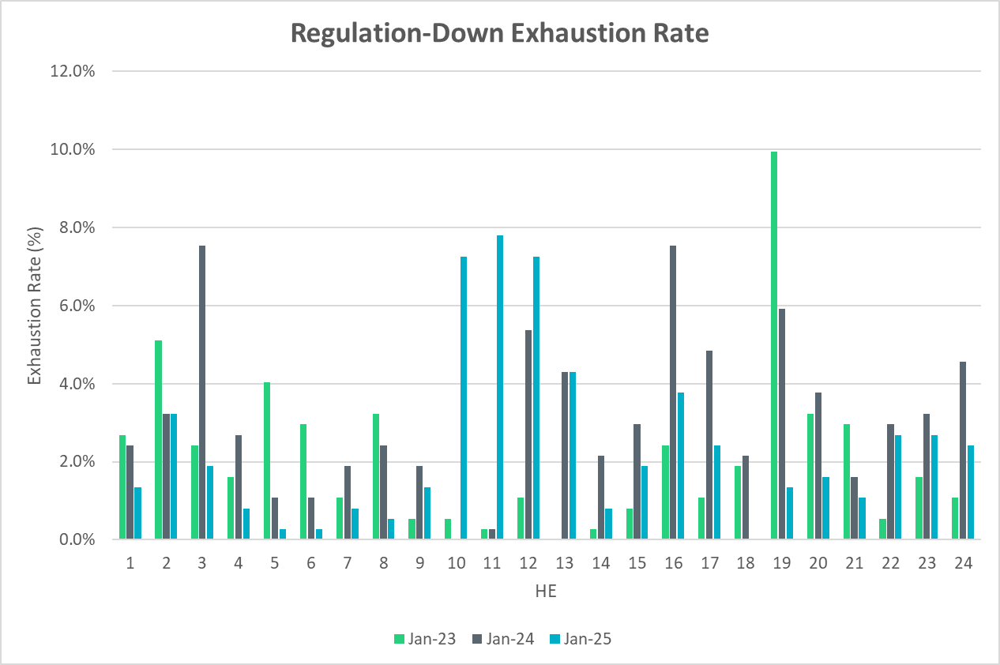 Regulation-Down Exhaustion Rate
12.0%
10.0%
8.0%
6.0%
4.0%
2.0%
0.0%
Exhaustion Rate (%)
1 2 3 4 5 6 7 8 9 10 11 12 13 14 15 16 17 18 19 20 21 22 23 24
HE
Jan-23 Jan-24 Jan-25